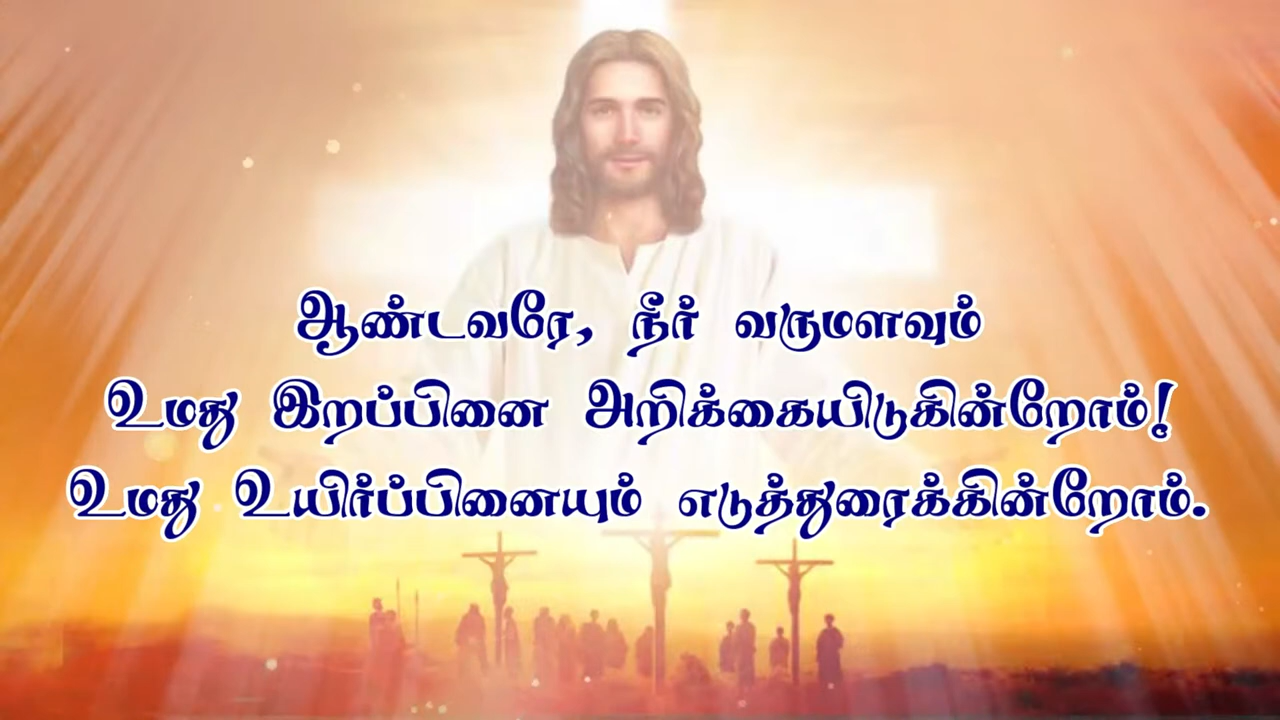 ஆண்டவரே, நீர் வருமளவும்
உமது இறப்பினை அறிக்கையிடுகின்றோம்!
உமது உயிர்ப்பினையும் எடுத்துரைக்கின்றோம்.